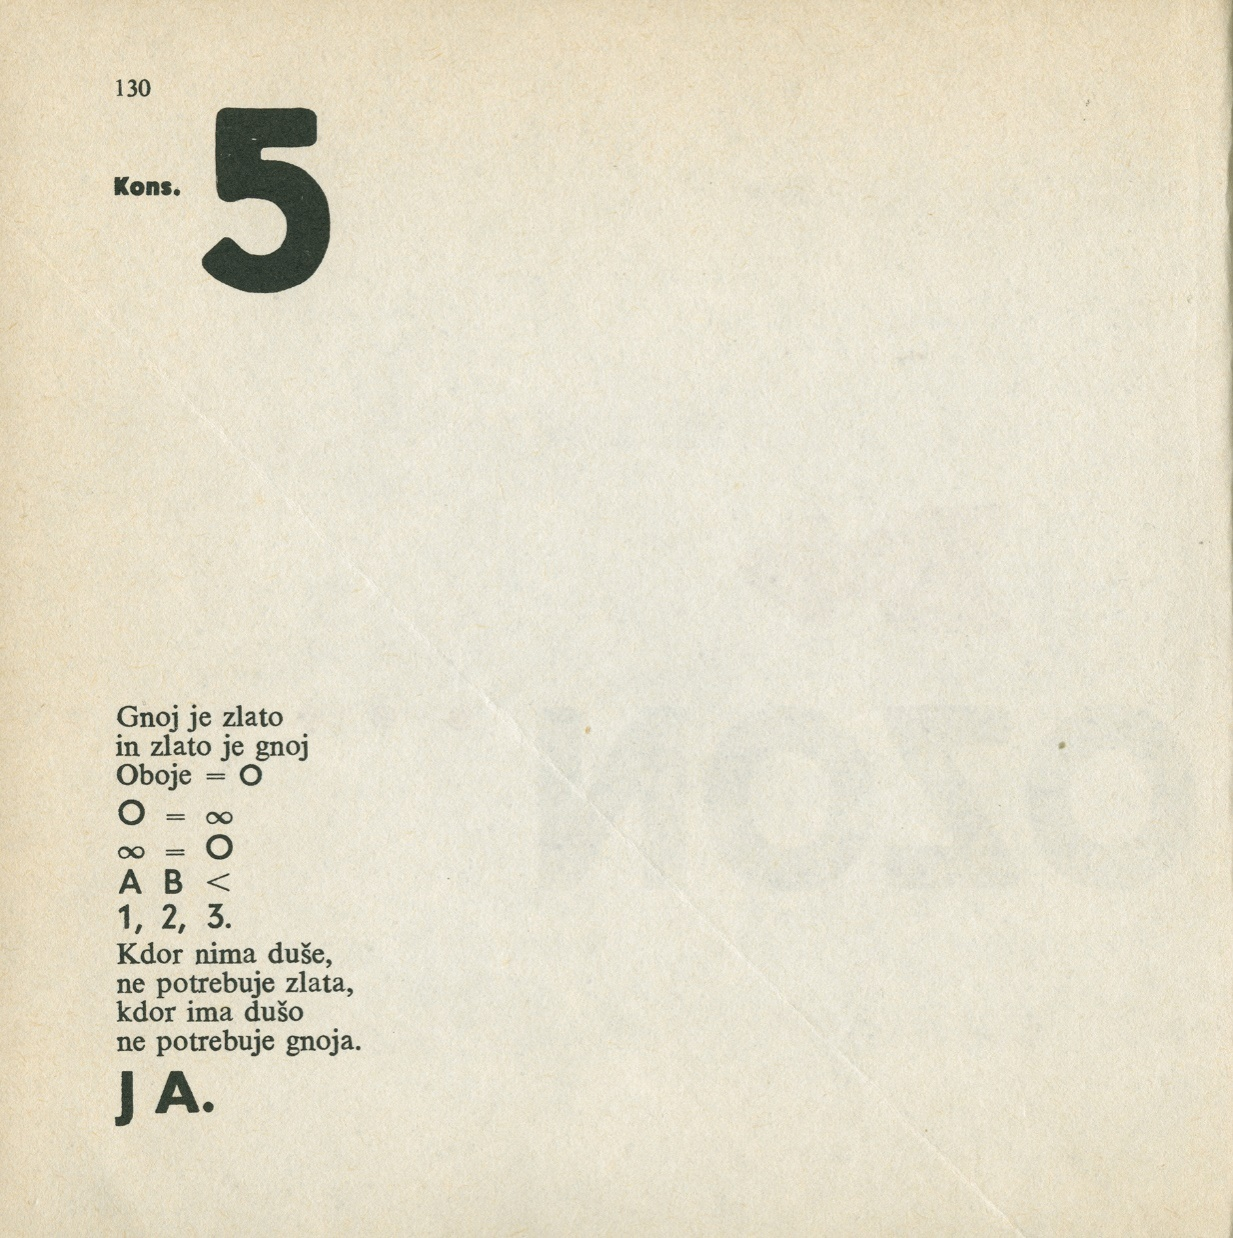 130
Kons. 5
Gnoj je zlato
in zlato je gnoj
Oboje = O
O = ∞
∞ = O
A B <
1, 2, 3.
Kdor nima duše,
ne potrebuje zlata,
kdor ima dušo
ne potrebuje gnoja.
J A.